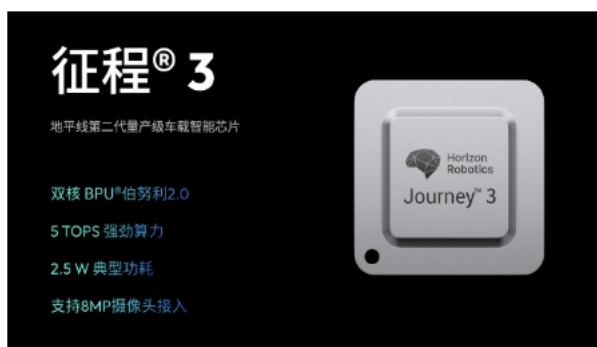 征程® 3
地平线第二代量产级车载智能芯片
双核 BPU®伯努利2.0
5 TOPS 强劲算力
2.5 W 典型功耗
支持8MP摄像头接入
Horizon
Robotics
Journey™ 3